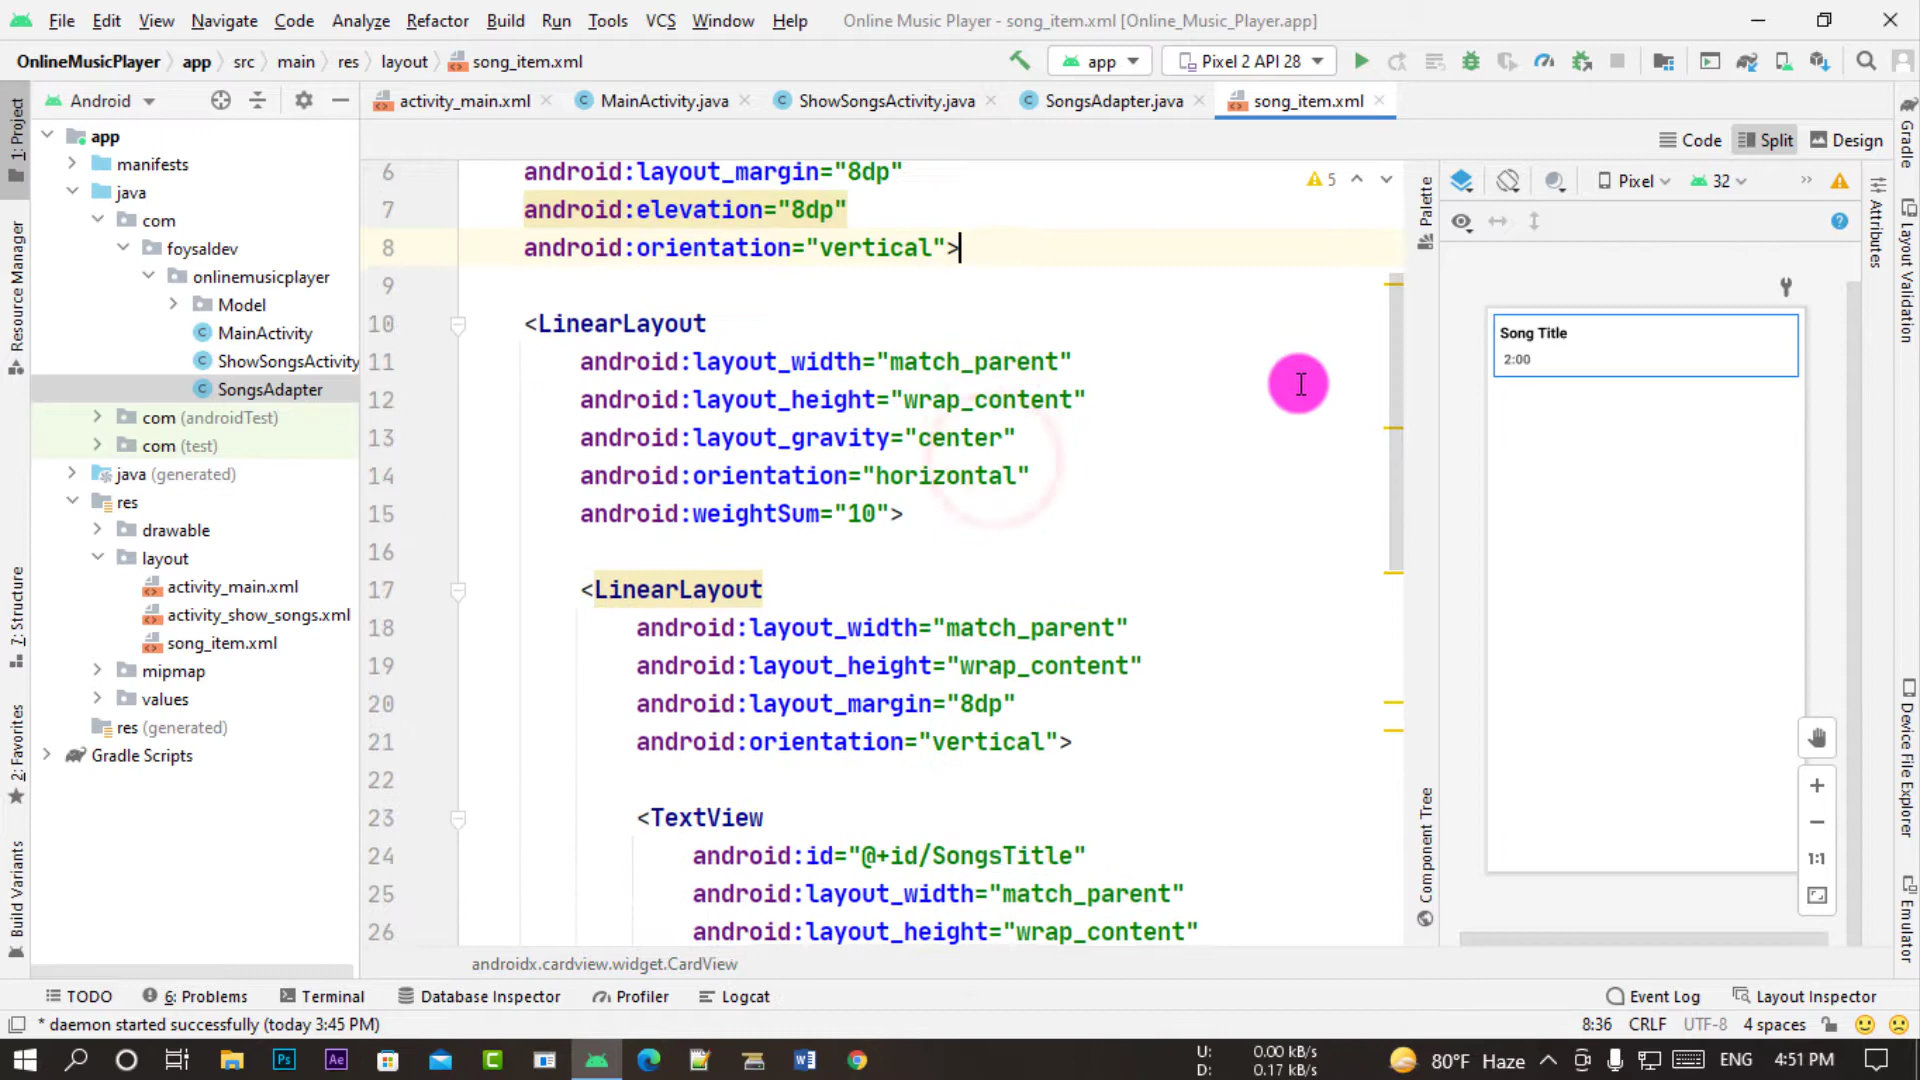 File Edit View Navigate Code Analyze Refactor Build Run Tools VCS Window Help Online Music Player - song_item.xml [Online_Music_Player.app]
OnlineMusicPlayer app src main res layout song_item.xml app Pixel 2 API 28
Android activity_main.xml MainActivity.java ShowSongsActivity.java SongsAdapter.java song_item.xml
Code Split Design
1: Project
Resource Manager
7: Structure
2: Favorites
Build Variants
app
manifests
java
com
foysaldev
onlinemusicplayer
Model
MainActivity
ShowSongsActivity
SongsAdapter
com (androidTest)
com (test)
java (generated)
res
drawable
layout
activity_main.xml
activity_show_songs.xml
song_item.xml
mipmap
values
res (generated)
Gradle Scripts
6 android:layout_margin="8dp"
7 android:elevation="8dp"
8 android:orientation="vertical">
9
10 <LinearLayout
11 android:layout_width="match_parent"
12 android:layout_height="wrap_content"
13 android:layout_gravity="center"
14 android:orientation="horizontal"
15 android:weightSum="10">
16
17 <LinearLayout
18 android:layout_width="match_parent"
19 android:layout_height="wrap_content"
20 android:layout_margin="8dp"
21 android:orientation="vertical">
22
23 <TextView
24 android:id="@+id/SongsTitle"
25 android:layout_width="match_parent"
26 android:layout_height="wrap_content"
5
androidx.cardview.widget.CardView
Palette
Component Tree
Pixel 32
Song Title
2:00
1:1
Attributes
Gradle
Layout Validation
Device File Explorer
Emulator
TODO 6: Problems Terminal Database Inspector Profiler Logcat Event Log Layout Inspector
* daemon started successfully (today 3:45 PM) 8:36 CRLF UTF-8 4 spaces
Ps Ae C W
U: 0.00 kB/s
D: 0.17 kB/s
80°F Haze ENG 4:51 PM